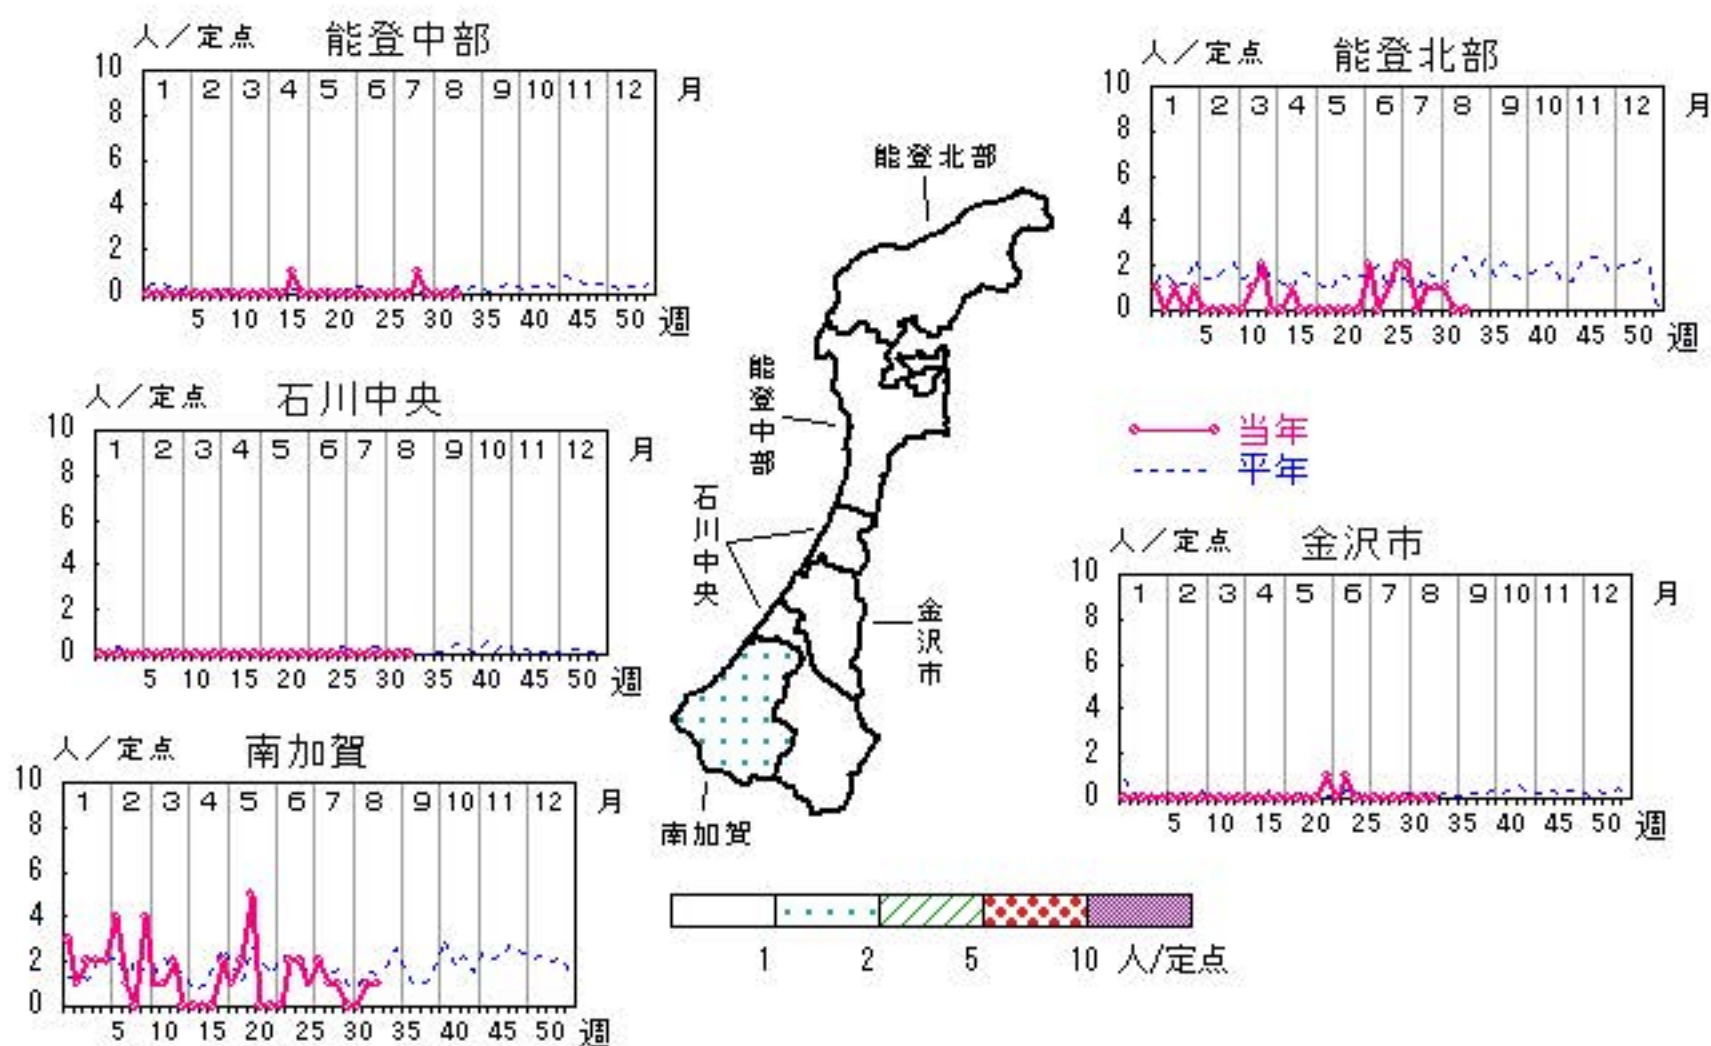 人／定点 能登中部
10 8 6 4 2 0
1 2 3 4 5 6 7 8 9 10 11 12 月
5 10 15 20 25 30 35 40 45 50 週
人／定点 能登北部
10 8 6 4 2 0
1 2 3 4 5 6 7 8 9 10 11 12 月
5 10 15 20 25 30 35 40 45 50 週
人／定点 石川中央
10 8 6 4 2 0
1 2 3 4 5 6 7 8 9 10 11 12 月
5 10 15 20 25 30 35 40 45 50 週
当年
平年
人／定点 金沢市
10 8 6 4 2 0
1 2 3 4 5 6 7 8 9 10 11 12 月
5 10 15 20 25 30 35 40 45 50 週
人／定点 南加賀
10 8 6 4 2 0
1 2 3 4 5 6 7 8 9 10 11 12 月
5 10 15 20 25 30 35 40 45 50 週
能登北部
能登中部
石川中央
金沢市
南加賀
1 2 5 10 人/定点